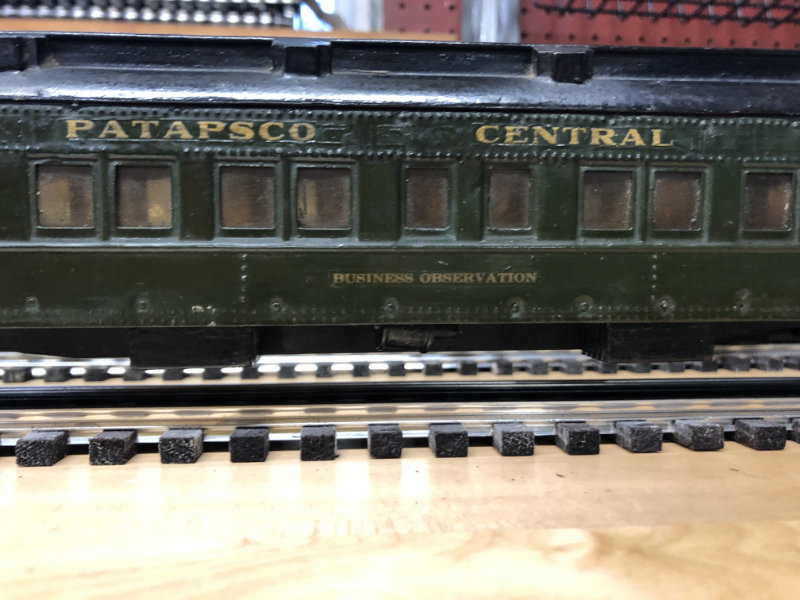 PATAPSCO CENTRAL
BUSINESS OBSERVATION